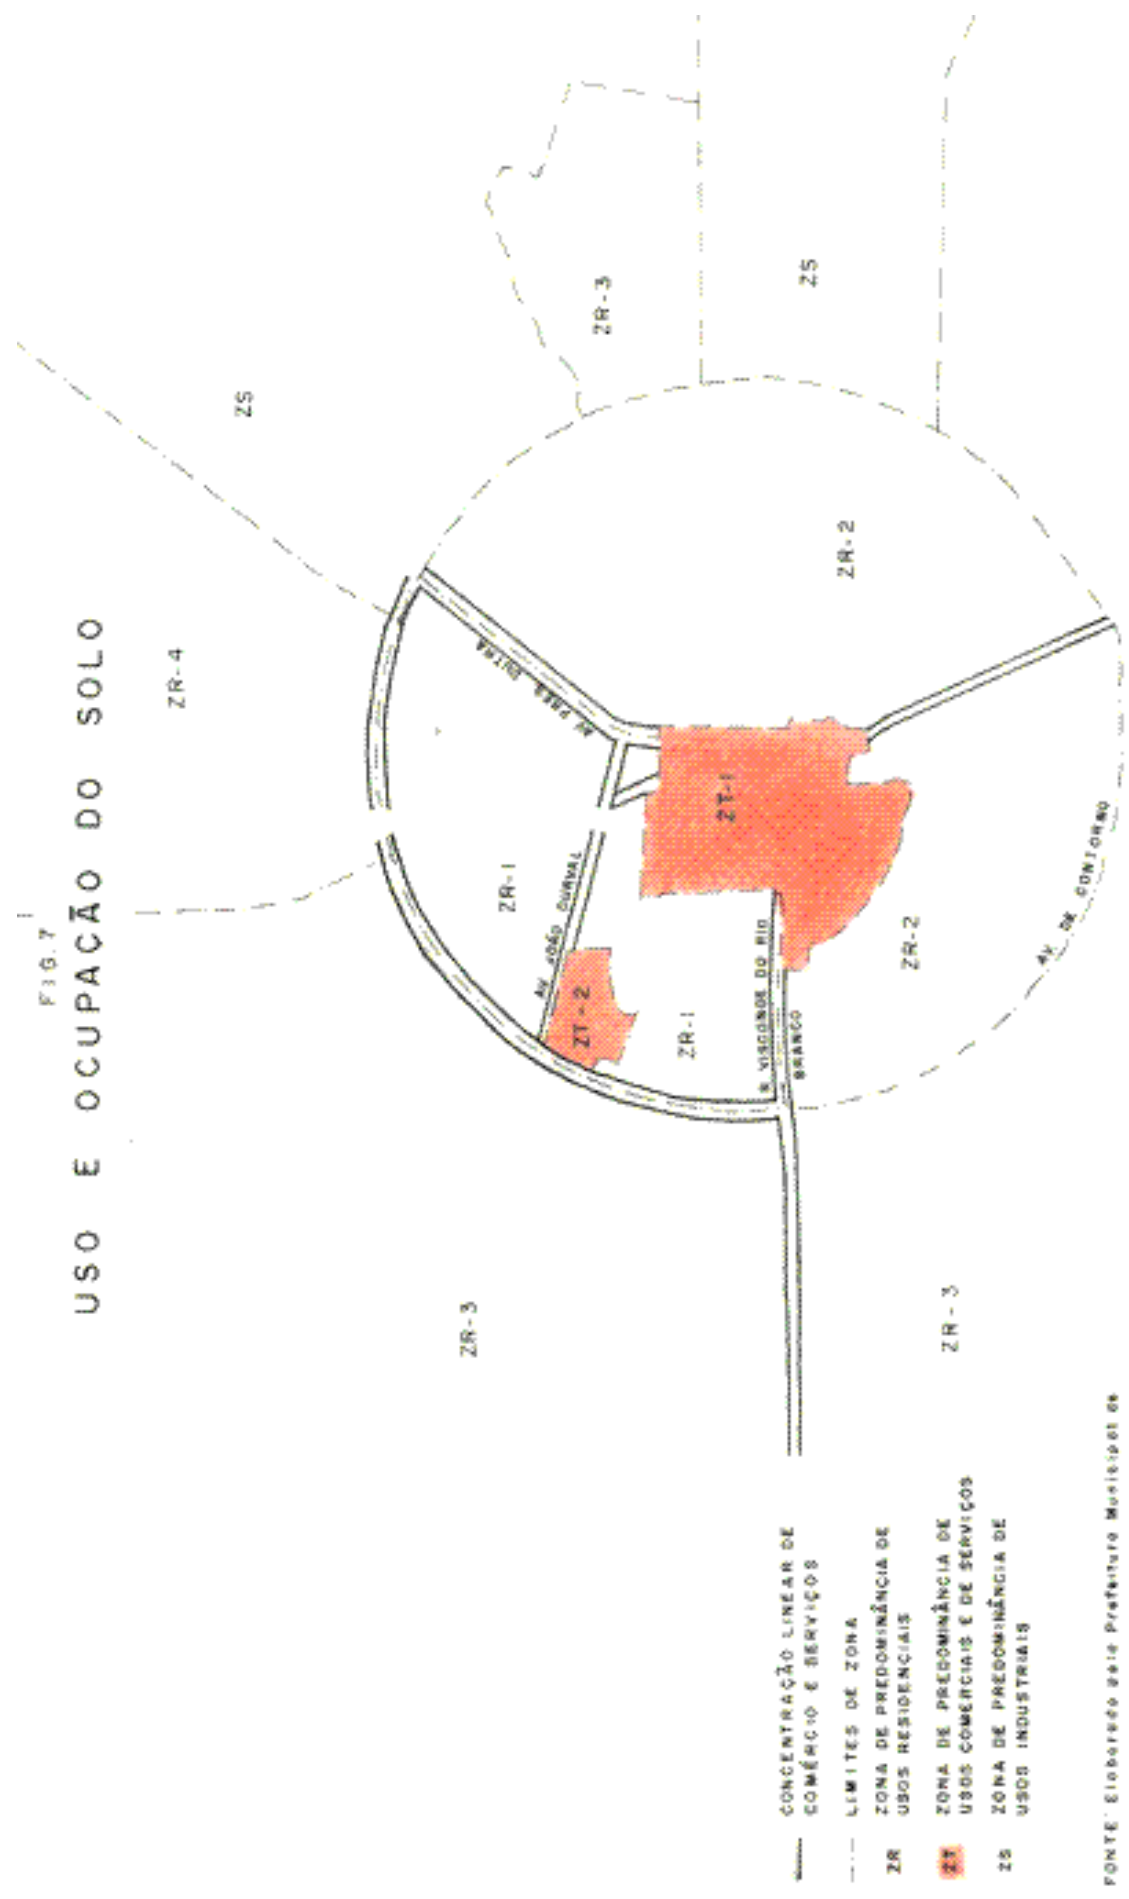 FIG. 7
USO E OCUPAÇÃO DO SOLO
ZR-4
ZS
ZR-3
ZR-3
ZS
ZR-1
AV PRES. DUTRA
AV JOÃO DURVAL
ZT-2
ZR-1
ZT-1
R VISCONDE DO RIO
BRANCO
ZR-2
ZR-2
AV. DE CONTORNO
ZR-3
CONCENTRAÇÃO LINEAR DE
COMÉRCIO E SERVIÇOS
LIMITES DE ZONA
ZR ZONA DE PREDOMINÂNCIA DE
USOS RESIDENCIAIS
ZT ZONA DE PREDOMINÂNCIA DE
USOS COMERCIAIS E DE SERVIÇOS
ZS ZONA DE PREDOMINÂNCIA DE
USOS INDUSTRIAIS
FONTE: Elaborado pela Prefeitura Municipal de